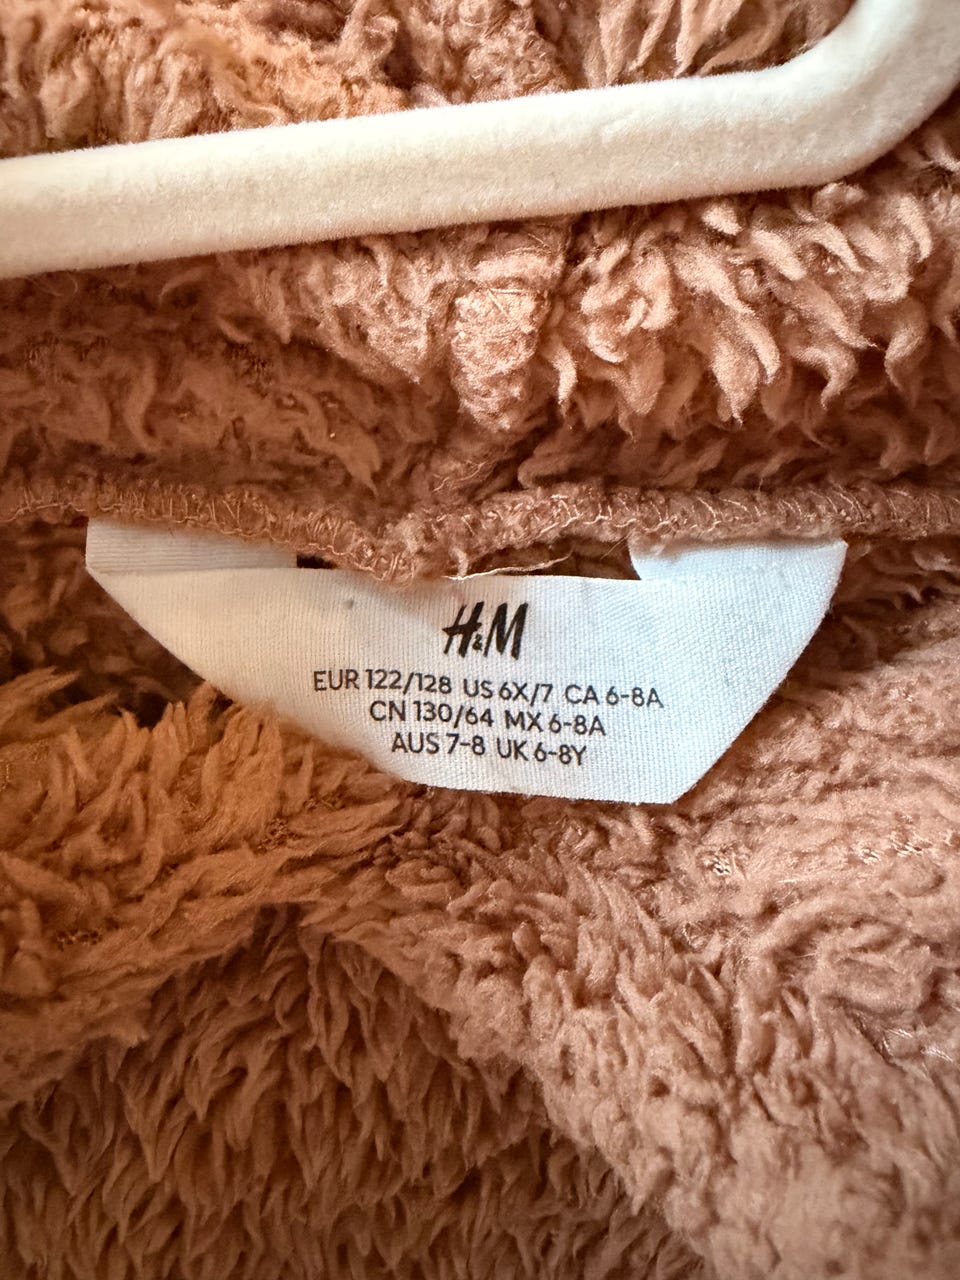 H&M
EUR 122/128 US 6X/7 CA 6-8A
CN 130/64 MX 6-8A
AUS 7-8 UK 6-8Y